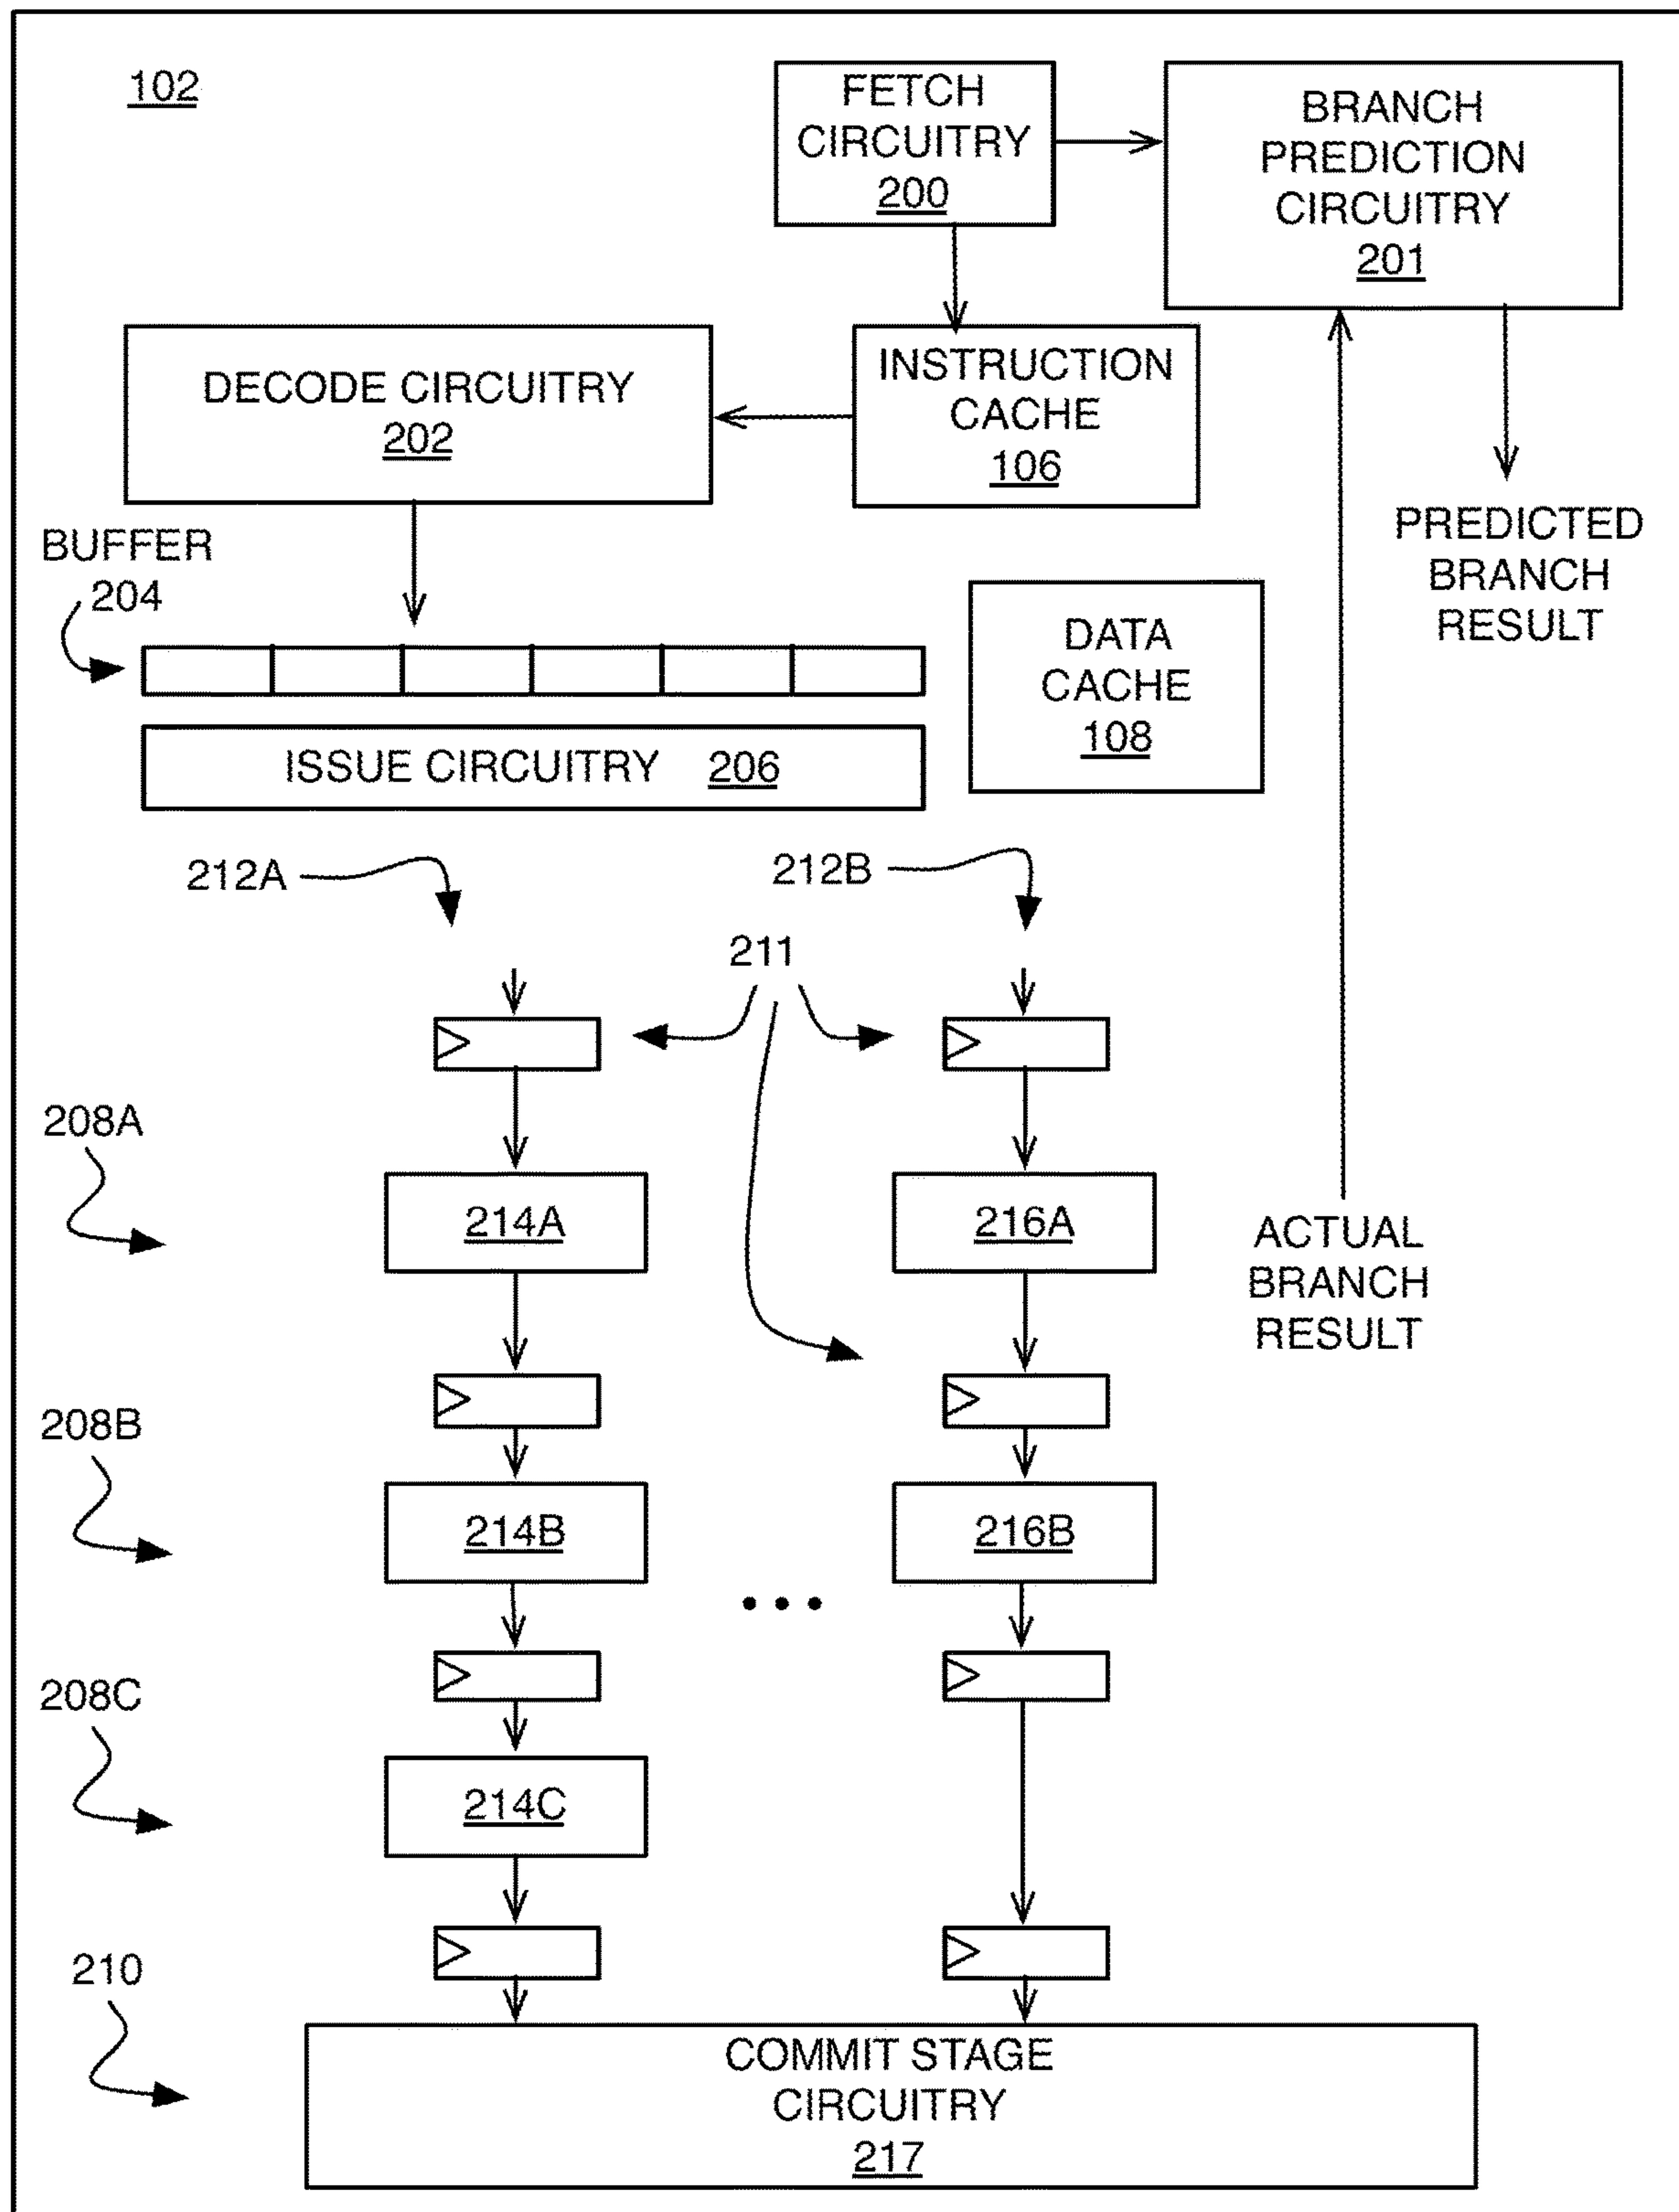 102
FETCH
CIRCUITRY
200
BRANCH
PREDICTION
CIRCUITRY
201
DECODE CIRCUITRY
202
INSTRUCTION
CACHE
106
PREDICTED
BRANCH
RESULT
BUFFER
204
DATA
CACHE
108
ISSUE CIRCUITRY 206
212A
212B
211
208A
214A
216A
ACTUAL
BRANCH
RESULT
208B
214B
216B
208C
214C
210
COMMIT STAGE
CIRCUITRY
217